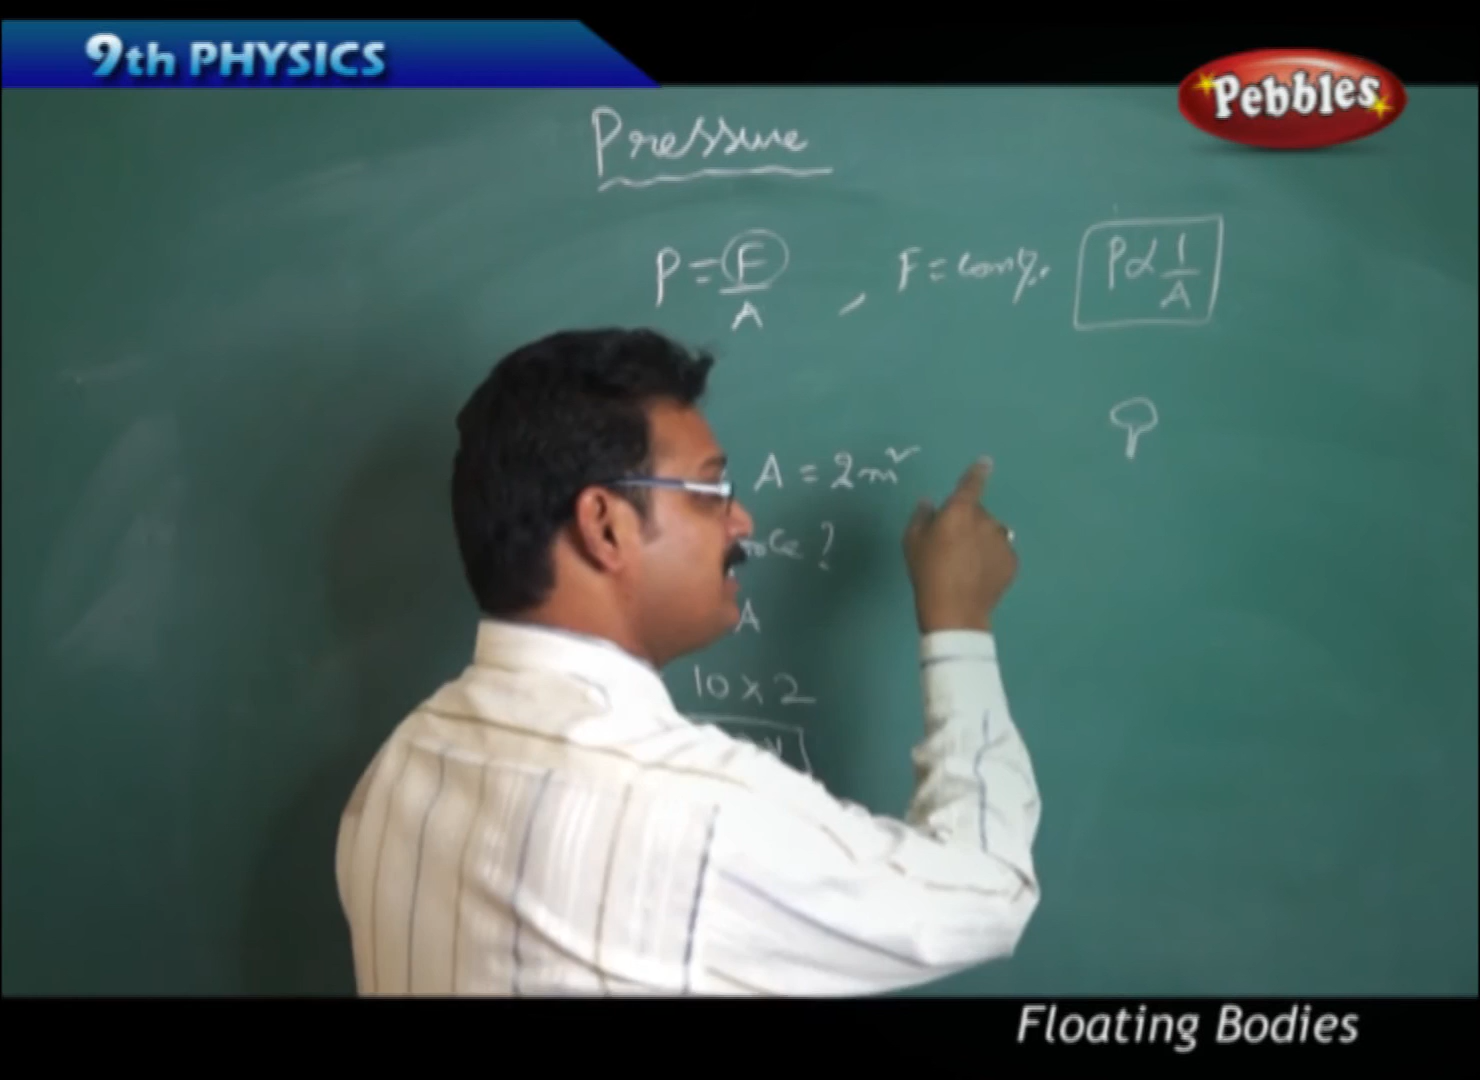 9th PHYSICS
Pebbles
Pressure
P = F/A , F = const. P ∝ 1/A
A = 2m²
?
A
10 x 2
Floating Bodies